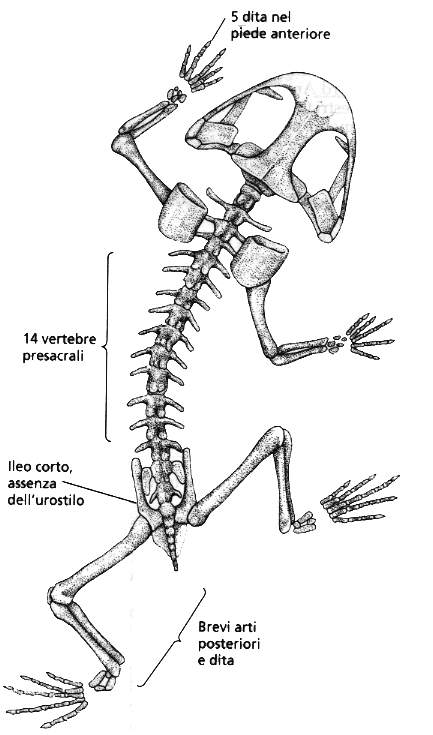 5 dita nel
piede anteriore
14 vertebre
presacrali
Ileo corto,
assenza
dell'urostilo
Brevi arti
posteriori
e dita